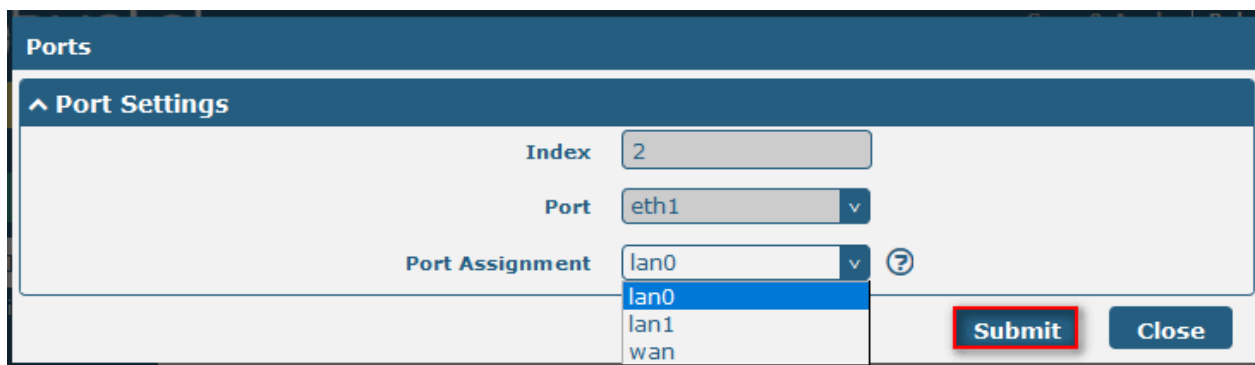 Ports
Port Settings
Index 2
Port eth1
Port Assignment lan0
lan0
lan1
wan
Submit Close